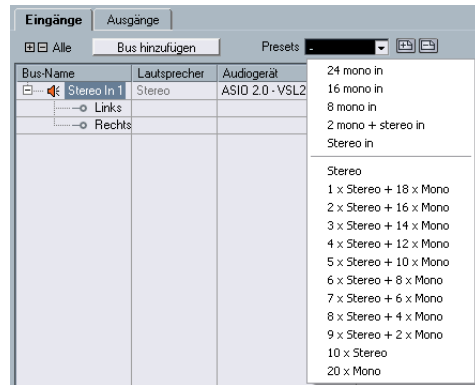 Eingänge Ausgänge
Alle Bus hinzufügen Presets -
Bus-Name Lautsprecher Audiogerät
Stereo In 1 Stereo ASIO 2.0 - VSL2
Links
Rechts
24 mono in
16 mono in
8 mono in
2 mono + stereo in
Stereo in
Stereo
1 x Stereo + 18 x Mono
2 x Stereo + 16 x Mono
3 x Stereo + 14 x Mono
4 x Stereo + 12 x Mono
5 x Stereo + 10 x Mono
6 x Stereo + 8 x Mono
7 x Stereo + 6 x Mono
8 x Stereo + 4 x Mono
9 x Stereo + 2 x Mono
10 x Stereo
20 x Mono